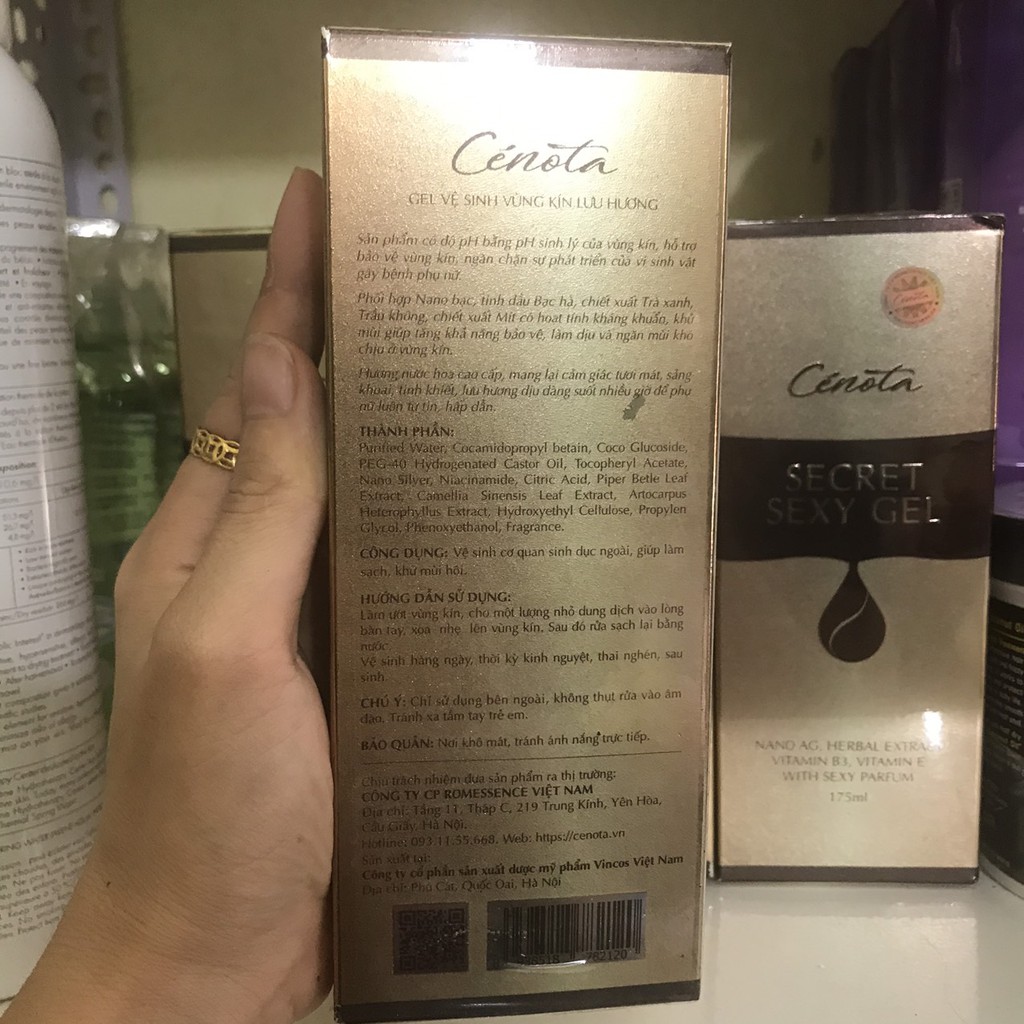 Cénota
GEL VỆ SINH VÙNG KÍN LƯU HƯƠNG
Sản phẩm có độ pH bằng pH sinh lý của vùng kín, hỗ trợ
bảo vệ vùng kín, ngăn chặn sự phát triển của vi sinh vật
gây bệnh phụ nữ.
Phối hợp Nano bạc, tinh dầu Bạc hà, chiết xuất Trà xanh,
Trầu không, chiết xuất Mít có hoạt tính kháng khuẩn, khử
mùi giúp tăng khả năng bảo vệ, làm dịu và ngăn mùi khó
chịu ở vùng kín.
Hương nước hoa cao cấp, mang lại cảm giác tươi mát, sảng
khoái, tinh khiết, lưu hương dịu dàng suốt nhiều giờ để phụ
nữ luôn tự tin, hấp dẫn.
THÀNH PHẦN:
Purified Water, Cocamidopropyl betain, Coco Glucoside,
PEG-40 Hydrogenated Castor Oil, Tocopheryl Acetate,
Nano Silver, Niacinamide, Citric Acid, Piper Betle Leaf
Extract, Camellia Sinensis Leaf Extract, Artocarpus
Heterophyllus Extract, Hydroxyethyl Cellulose, Propylen
Glycol, Phenoxyethanol, Fragrance.
CÔNG DỤNG: Vệ sinh cơ quan sinh dục ngoài, giúp làm
sạch, khử mùi hôi.
HƯỚNG DẪN SỬ DỤNG:
Làm ướt vùng kín, cho một lượng nhỏ dung dịch vào lòng
bàn tay, xoa nhẹ lên vùng kín. Sau đó rửa sạch lại bằng
nước
Vệ sinh hàng ngày, thời kỳ kinh nguyệt, thai nghén, sau
sinh
CHÚ Ý: Chỉ sử dụng bên ngoài, không thụt rửa vào âm
đạo. Tránh xa tầm tay trẻ em.
BẢO QUẢN: Nơi khô mát, tránh ánh nắng trực tiếp.
Chịu trách nhiệm đưa sản phẩm ra thị trường:
CÔNG TY CP ROMESSENCE VIỆT NAM
Địa chỉ: Tầng 11, Tháp C, 219 Trung Kính, Yên Hòa,
Cầu Giấy, Hà Nội.
Hotline: 093.11.55.668. Web: https://cenota.vn
Sản xuất tại:
Công ty cổ phần sản xuất dược mỹ phẩm Vincos Việt Nam
Địa chỉ: Phú Cát, Quốc Oai, Hà Nội
782120
Cénota
Cénota
SECRET
SEXY GEL
NANO AG, HERBAL EXTRACT
VITAMIN B3, VITAMIN E
WITH SEXY PARFUM
175ml